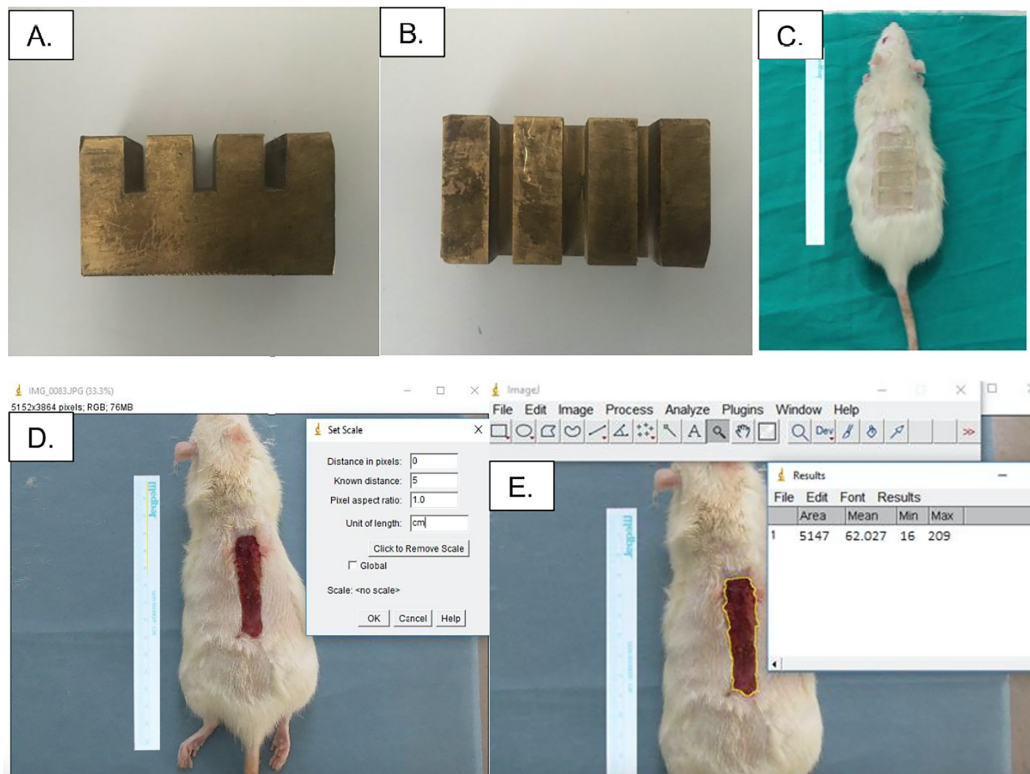 A.
B.
C.
IMG_0083.JPG (33.3%)
5152x3864 pixels; RGB; 76MB
D.
Set Scale
Distance in pixels: 0
Known distance: 5
Pixel aspect ratio: 1.0
Unit of length: cm
Click to Remove Scale
Global
Scale: <no scale>
OK Cancel Help
ImageJ
File Edit Image Process Analyze Plugins Window Help
A Dev >>
E.
Results
File Edit Font Results
Area Mean Min Max
1 5147 62.027 16 209